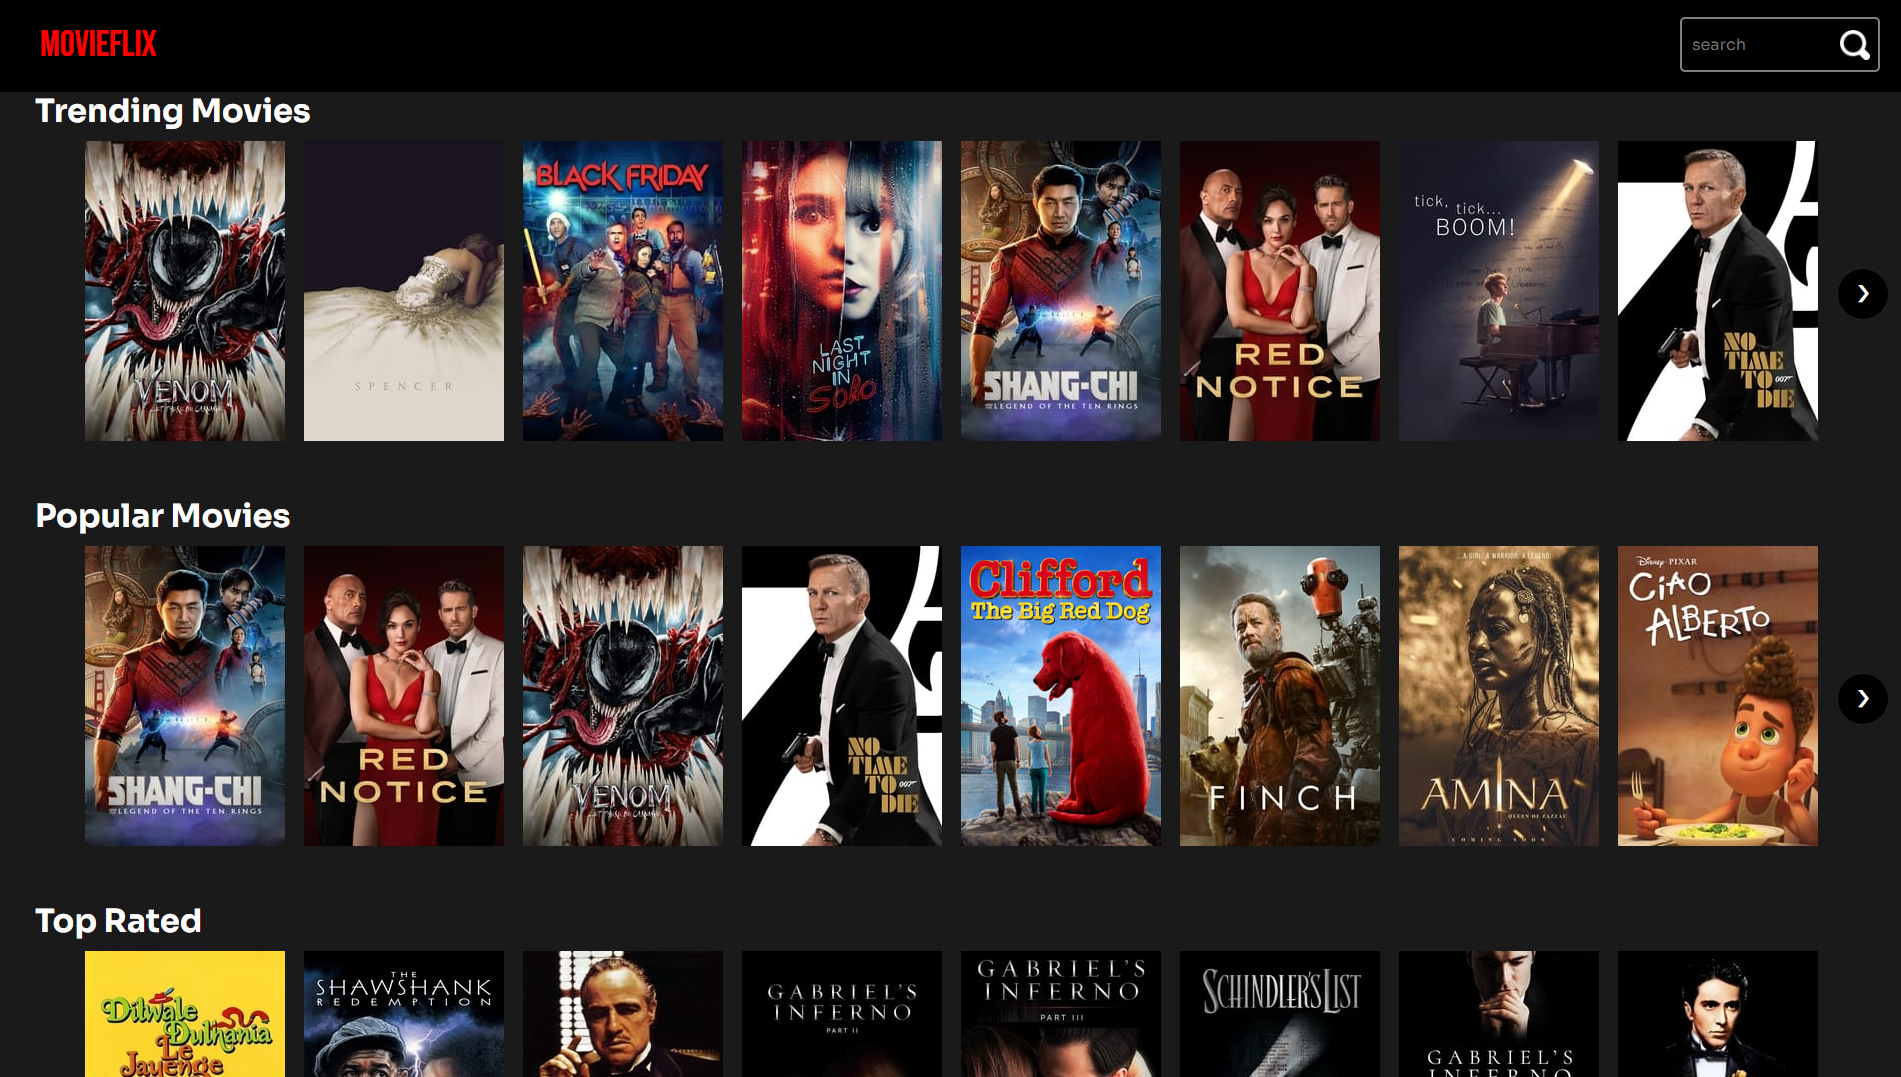 MOVIEFLIX
search
Trending Movies
VENOM
LET THERE BE CARNAGE
SPENCER
BLACK FRIDAY
LAST
NIGHT
IN
Soho
SHANG-CHI
LEGEND OF THE TEN RINGS
RED
NOTICE
tick, tick...
BOOM!
NO
TIME
TO 007
DIE
Popular Movies
SHANG-CHI
LEGEND OF THE TEN RINGS
RED
NOTICE
VENOM
LET THERE BE CARNAGE
NO
TIME
TO 007
DIE
Clifford
The Big Red Dog
FINCH
...A GIRL. A WARRIOR. A LEGEND.
AMINA
QUEEN OF ZAZZAU
COMING SOON
Disney · PIXAR
CIAO
ALBERTO
Top Rated
Dilwale
Dulhania
Le
Jayenge
THE
SHAWSHANK
REDEMPTION
GABRIEL'S
INFERNO
PART II
GABRIEL'S
INFERNO
PART III
SCHINDLER'S LIST
GABRIEL'S
INFERNO